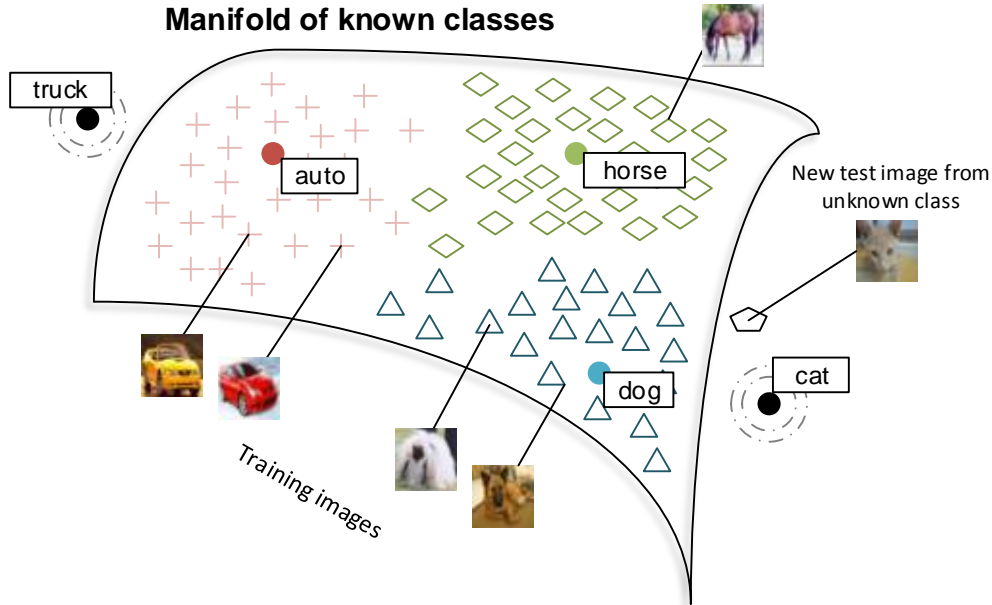 Manifold of known classes
truck
auto
horse
New test image from
unknown class
cat
dog
Training images